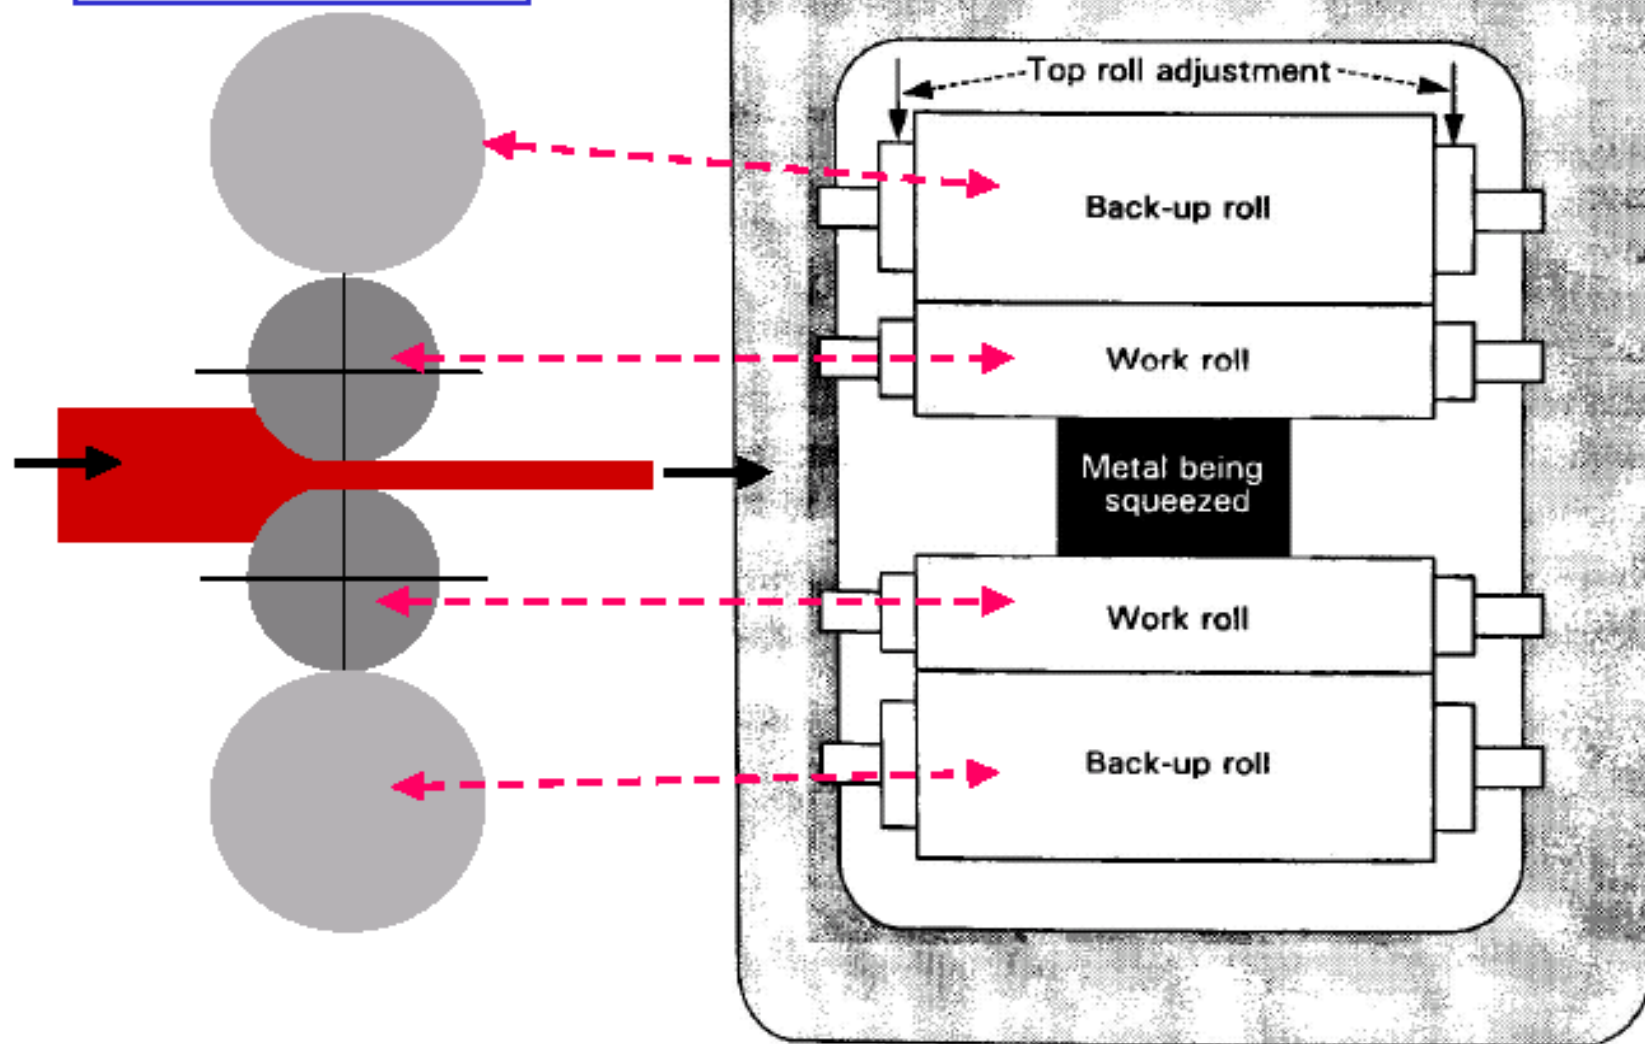 Top roll adjustment
Back-up roll
Work roll
Metal being
squeezed
Work roll
Back-up roll